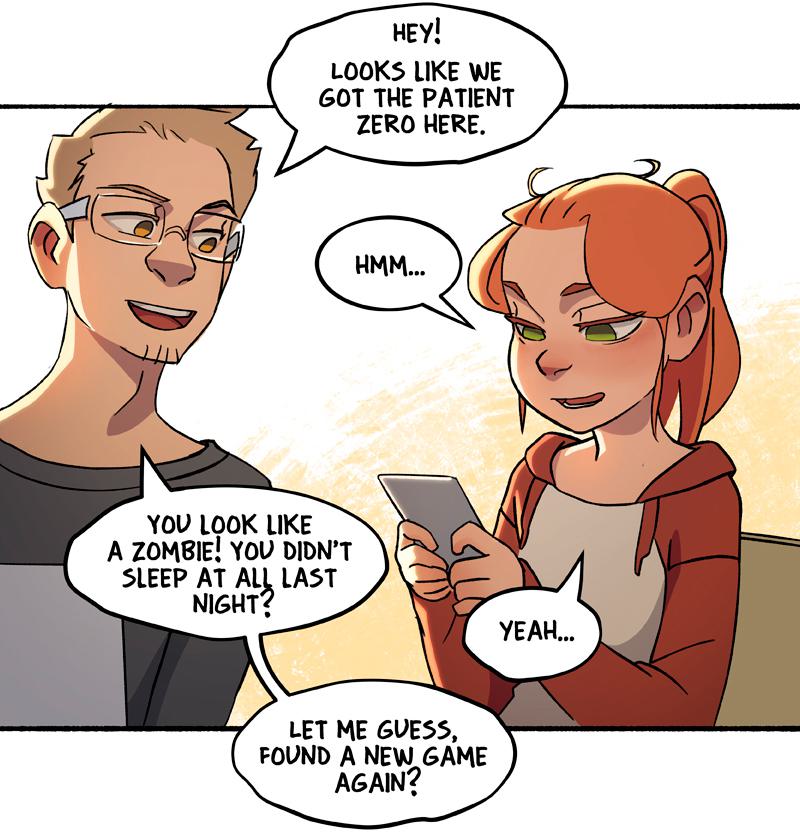 HEY!
LOOKS LIKE WE
GOT THE PATIENT
ZERO HERE.
HMM...
YOU LOOK LIKE
A ZOMBIE! YOU DIDN'T
SLEEP AT ALL LAST
NIGHT?
YEAH...
LET ME GUESS,
FOUND A NEW GAME
AGAIN?